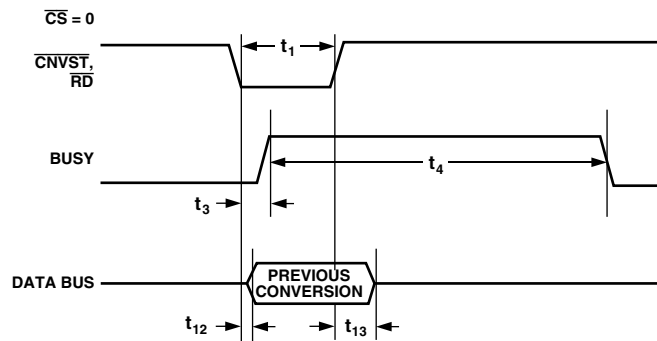 CS = 0
CNVST,
RD
t1
BUSY
t4
t3
DATA BUS
PREVIOUS
CONVERSION
t12
t13